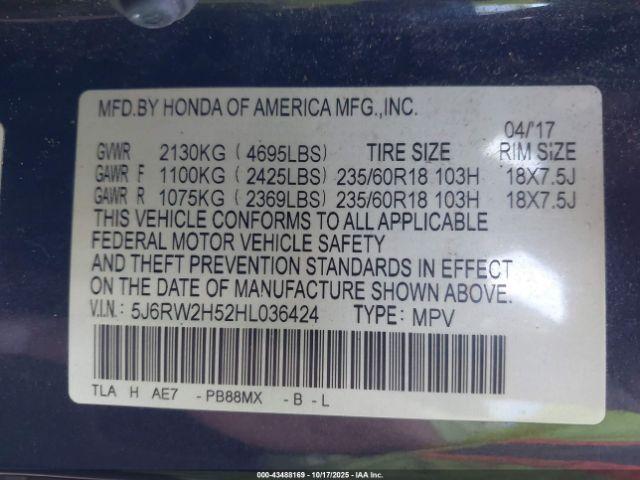 MFD.BY HONDA OF AMERICA MFG.,INC.
04/'17
GVWR 2130KG ( 4695LBS) TIRE SIZE RIM SIZE
GAWR F 1100KG ( 2425LBS) 235/60R18 103H 18X7.5J
GAWR R 1075KG ( 2369LBS) 235/60R18 103H 18X7.5J
THIS VEHICLE CONFORMS TO ALL APPLICABLE
FEDERAL MOTOR VEHICLE SAFETY
AND THEFT PREVENTION STANDARDS IN EFFECT
ON THE DATE OF MANUFACTURE SHOWN ABOVE.
V.I.N.: 5J6RW2H52HL036424 TYPE: MPV
TLA H AE7 - PB88MX - B - L
000-43488169 | 10/17/2025 | IAA Inc.